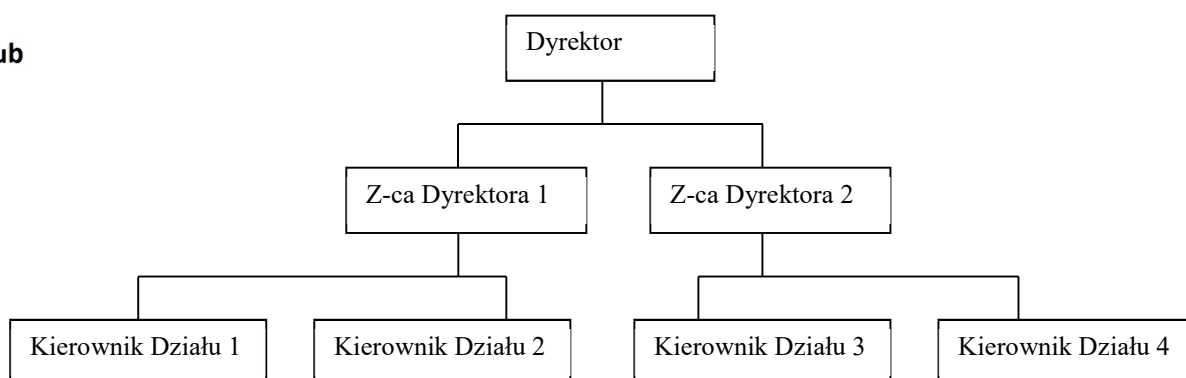 Dyrektor
ub
Z-ca Dyrektora 1
Z-ca Dyrektora 2
Kierownik Działu 1
Kierownik Działu 2
Kierownik Działu 3
Kierownik Działu 4